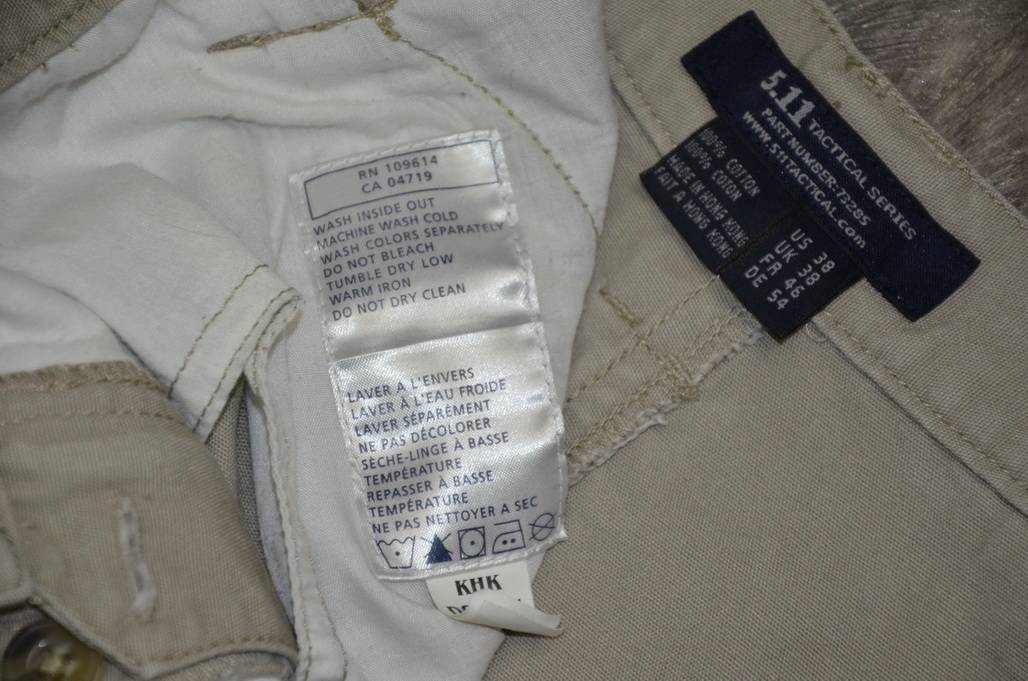 RN 109614
CA 04719
WASH INSIDE OUT
MACHINE WASH COLD
WASH COLORS SEPARATELY
DO NOT BLEACH
TUMBLE DRY LOW
WARM IRON
DO NOT DRY CLEAN
LAVER A L'ENVERS
LAVER À L'EAU FROIDE
LAVER SÉPARÉMENT
NE PAS DÉCOLORER
SÈCHE-LINGE À BASSE
TEMPÉRATURE
REPASSER À BASSE
TEMPÉRATURE
NE PAS NETTOYER A SEC
KHK
5.11 TACTICAL SERIES
PART NUMBER:73285
www.511TACTICAL.com
100% COTTON
100% COTON
MADE IN HONG KONG
FAIT A HONG KONG
US 38
UK 38
FR 46
DE 54